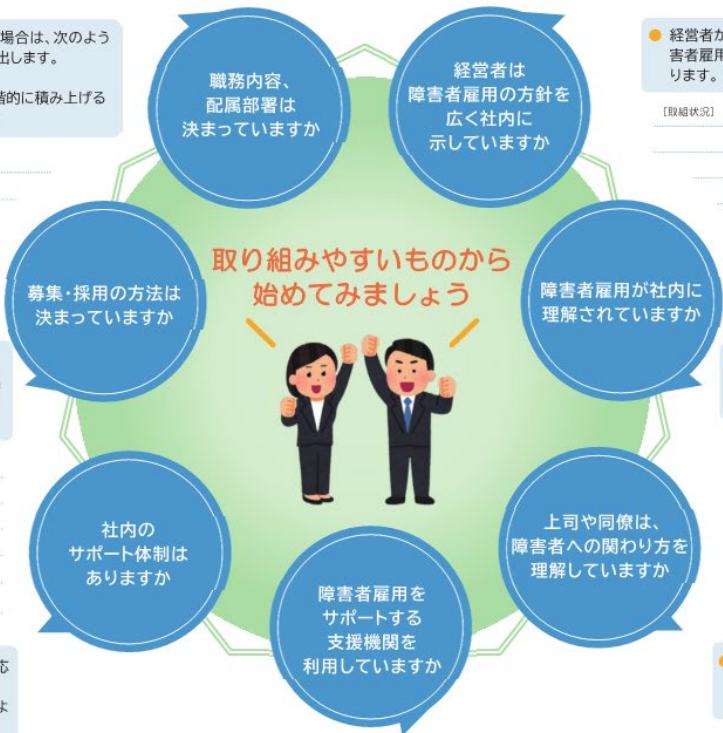 場合は、次のよう
出します。
階的に積み上げる
経営者が
害者雇用
ります。
［取組状況］
職務内容、
配属部署は
決まっていますか
経営者は
障害者雇用の方針を
広く社内に
示していますか
取り組みやすいものから
始めてみましょう
募集・採用の方法は
決まっていますか
障害者雇用が社内に
理解されていますか
社内の
サポート体制は
ありますか
上司や同僚は、
障害者への関わり方を
理解していますか
障害者雇用を
サポートする
支援機関を
利用していますか
応
よ